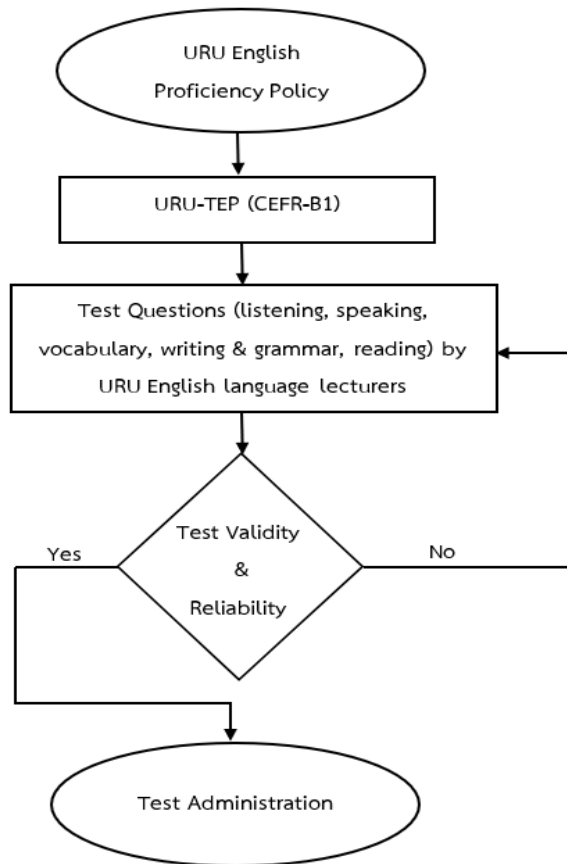 URU English
Proficiency Policy
URU-TEP (CEFR-B1)
Test Questions (listening, speaking,
vocabulary, writing & grammar, reading) by
URU English language lecturers
Test Validity
&
Reliability
Yes
No
Test Administration